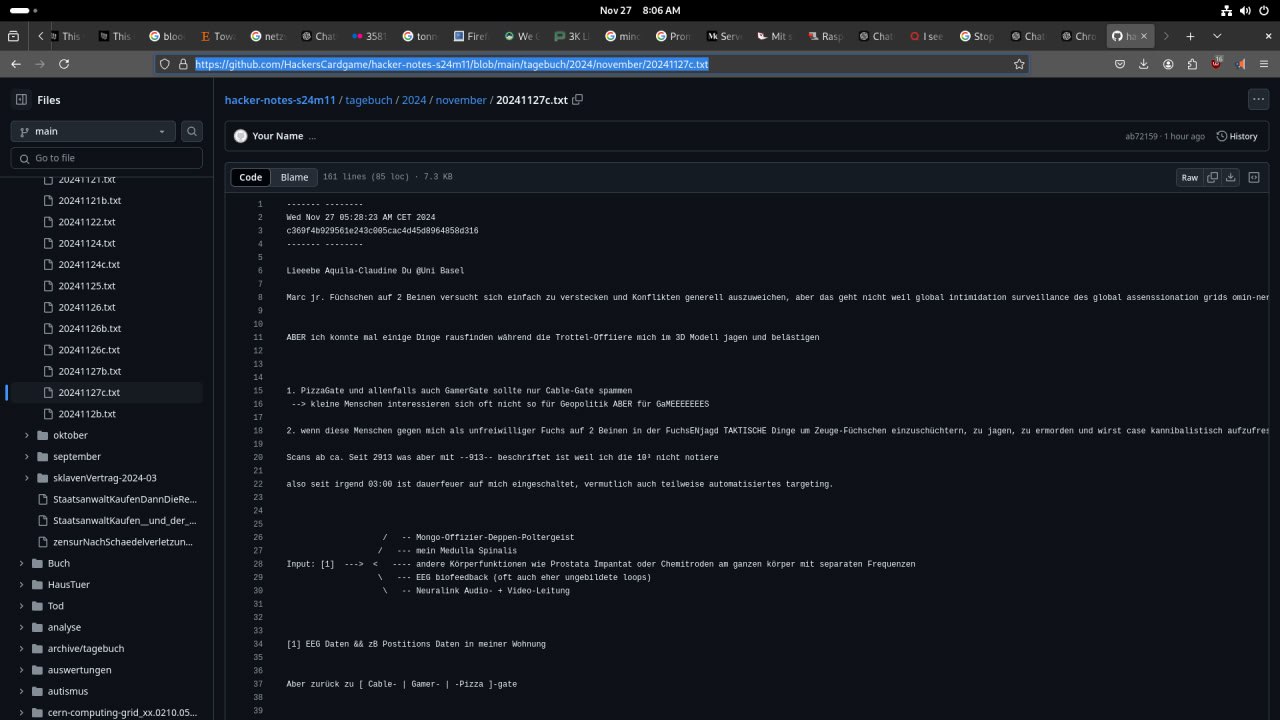 Nov 27 8:06 AM
This
This
bloo
E Tow
netz
Chat
3581
tonn
Firef
We C
3K Li
minc
Pron
Serv
Mit s
Rasp
Chat
I see
Stop
Chat
Chro
ha
https://github.com/HackersCardgame/hacker-notes-s24m11/blob/main/tagebuch/2024/november/20241127c.txt
16
Files
hacker-notes-s24m11 / tagebuch / 2024 / november / 20241127c.txt
main
Your Name ...
ab72159 · 1 hour ago
History
Go to file
Code Blame 161 lines (85 loc) · 7.3 KB
Raw
20241121.txt
20241121b.txt
20241122.txt
20241124.txt
20241124c.txt
20241125.txt
20241126.txt
20241126b.txt
20241126c.txt
20241127b.txt
20241127c.txt
2024112b.txt
oktober
september
sklavenVertrag-2024-03
StaatsanwaltKaufenDannDieRe...
StaatsanwaltKaufen__und_der_...
zensurNachSchaedelverletzun...
Buch
HausTuer
Tod
analyse
archive/tagebuch
auswertungen
autismus
cern-computing-grid_xx.0210.05...
1 ------- --------
2 Wed Nov 27 05:28:23 AM CET 2024
3 c369f4b929561e243c005cac4d45d8964858d316
4 ------- --------
5
6 Lieeebe Aquila-Claudine Du @Uni Basel
7
8 Marc jr. Füchschen auf 2 Beinen versucht sich einfach zu verstecken und Konflikten generell auszuweichen, aber das geht nicht weil global intimidation surveillance des global assenssionation grids omin-ner
9
10
11 ABER ich konnte mal einige Dinge rausfinden während die Trottel-Offiiere mich im 3D Modell jagen und belästigen
12
13
14
15 1. PizzaGate und allenfalls auch GamerGate sollte nur Cable-Gate spammen
16 --> kleine Menschen interessieren sich oft nicht so für Geopolitik ABER für GaMEEEEEEES
17
18 2. wenn diese Menschen gegen mich als unfreiwilliger Fuchs auf 2 Beinen in der FuchsENjagd TAKTISCHE Dinge um Zeuge-Füchschen einzuschüchtern, zu jagen, zu ermorden und wirst case kannibalistisch aufzufres
19
20 Scans ab ca. Seit 2913 was aber mit --913-- beschriftet ist weil ich die 10³ nicht notiere
21
22 also seit irgend 03:00 ist dauerfeuer auf mich eingeschaltet, vermutlich auch teilweise automatisiertes targeting.
23
24
25
26 / -- Mongo-Offizier-Deppen-Poltergeist
27 / --- mein Medulla Spinalis
28 Input: [1] ---> < ---- andere Körperfunktionen wie Prostata Impantat oder Chemitroden am ganzen körper mit separaten Frequenzen
29 \ --- EEG biofeedback (oft auch eher ungebildete loops)
30 \ -- Neuralink Audio- + Video-Leitung
31
32
33
34 [1] EEG Daten && zB Postitions Daten in meiner Wohnung
35
36
37 Aber zurück zu [ Cable- | Gamer- | -Pizza ]-gate
38
39